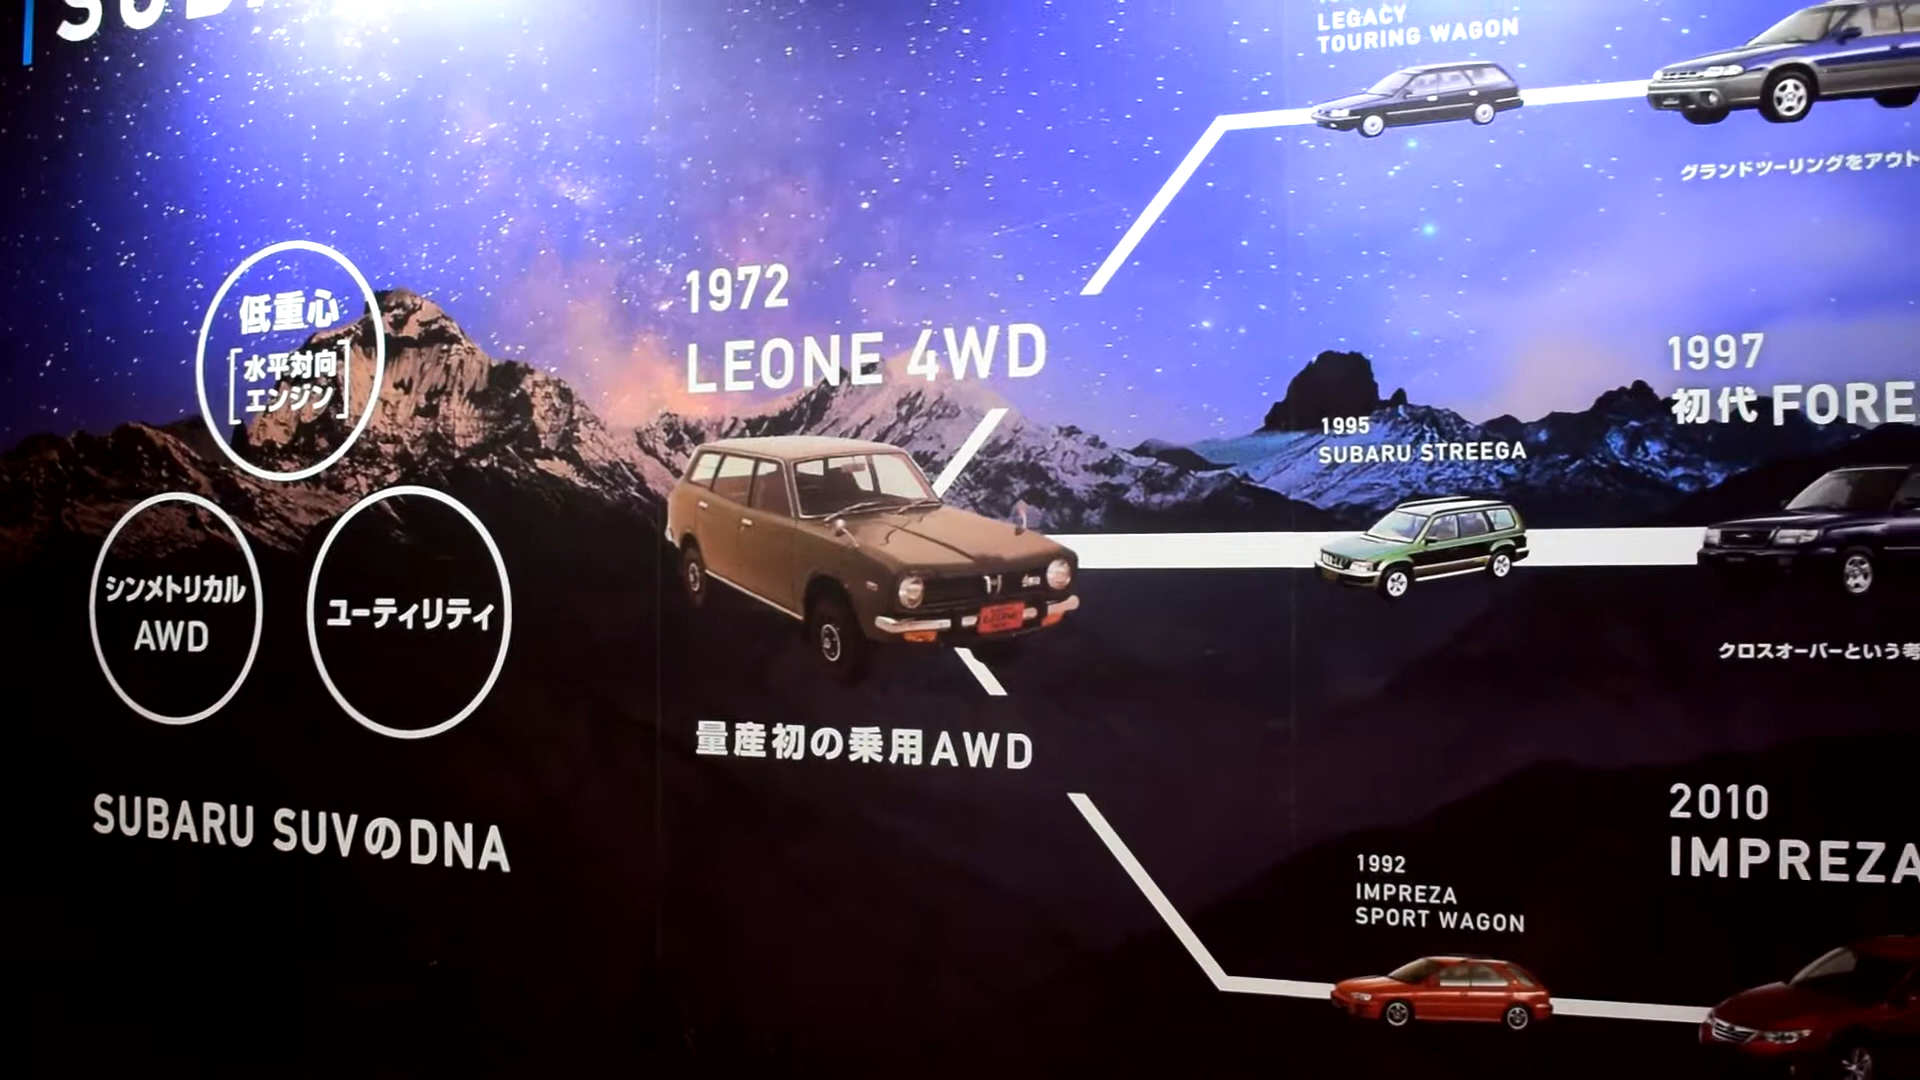 低重心
[水平対向
エンジン]
シンメトリカル
AWD
ユーティリティ
SUBARU SUVのDNA
1972
LEONE 4WD
量産初の乗用AWD
LEGACY
TOURING WAGON
グランドツーリングをアウト
1995
SUBARU STREEGA
1997
初代 FORE
クロスオーバーという考
1992
IMPREZA
SPORT WAGON
2010
IMPREZA